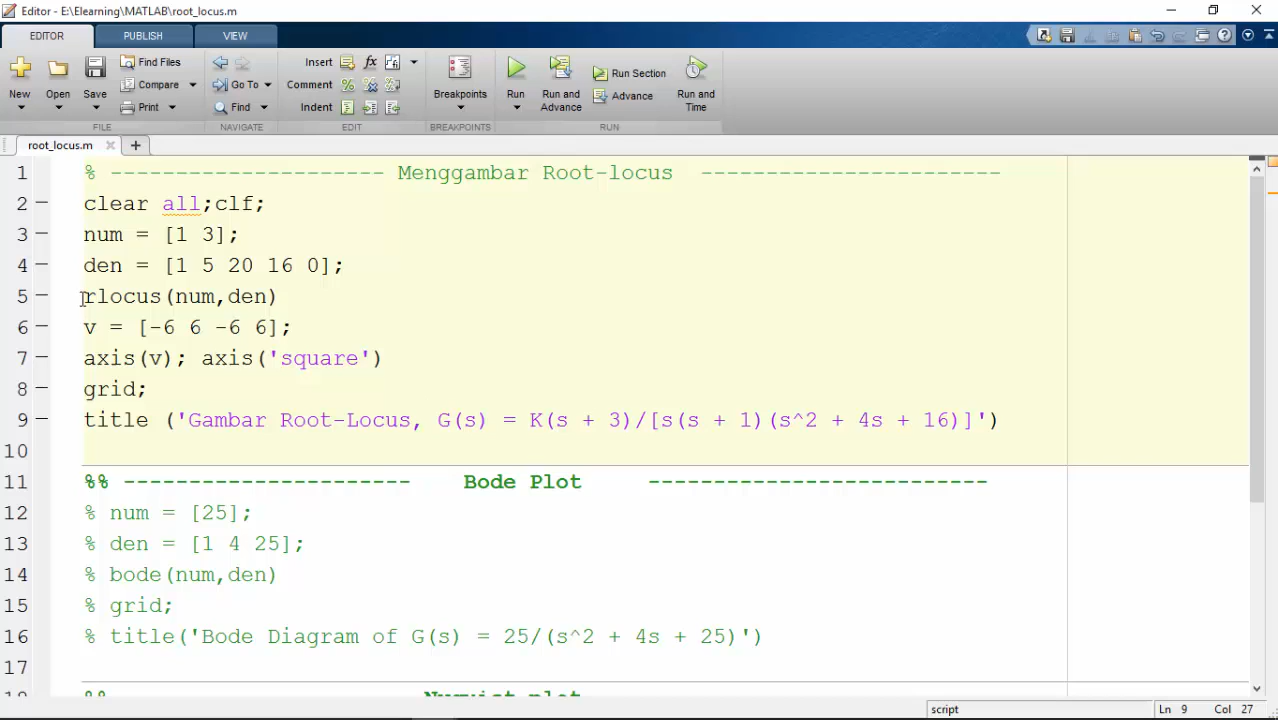 Editor - E:\Elearning\MATLAB\root_locus.m
EDITOR PUBLISH VIEW
New Open Save Find Files Compare Print
FILE
Go To Find
NAVIGATE
Insert fx
Comment
Indent
EDIT
Breakpoints
BREAKPOINTS
Run Run and Advance Run Section Advance Run and Time
RUN
root_locus.m
1 % --------------------- Menggambar Root-locus -----------------------
2 clear all;clf;
3 num = [1 3];
4 den = [1 5 20 16 0];
5 rlocus(num,den)
6 v = [-6 6 -6 6];
7 axis(v); axis('square')
8 grid;
9 title ('Gambar Root-Locus, G(s) = K(s + 3)/[s(s + 1)(s^2 + 4s + 16)]')
10
11 %% ---------------------- Bode Plot --------------------------
12 % num = [25];
13 % den = [1 4 25];
14 % bode(num,den)
15 % grid;
16 % title('Bode Diagram of G(s) = 25/(s^2 + 4s + 25)')
17
18 %% Nuquist plot
script Ln 9 Col 27